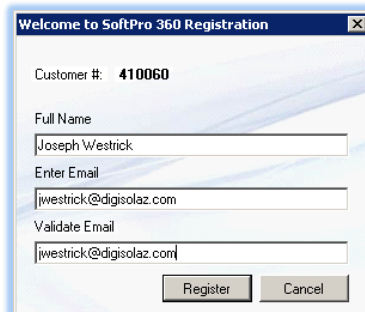 Welcome to SoftPro 360 Registration
Customer #: 410060
Full Name
Joseph Westrick
Enter Email
jwestrick@digisolaz.com
Validate Email
jwestrick@digisolaz.com
Register Cancel